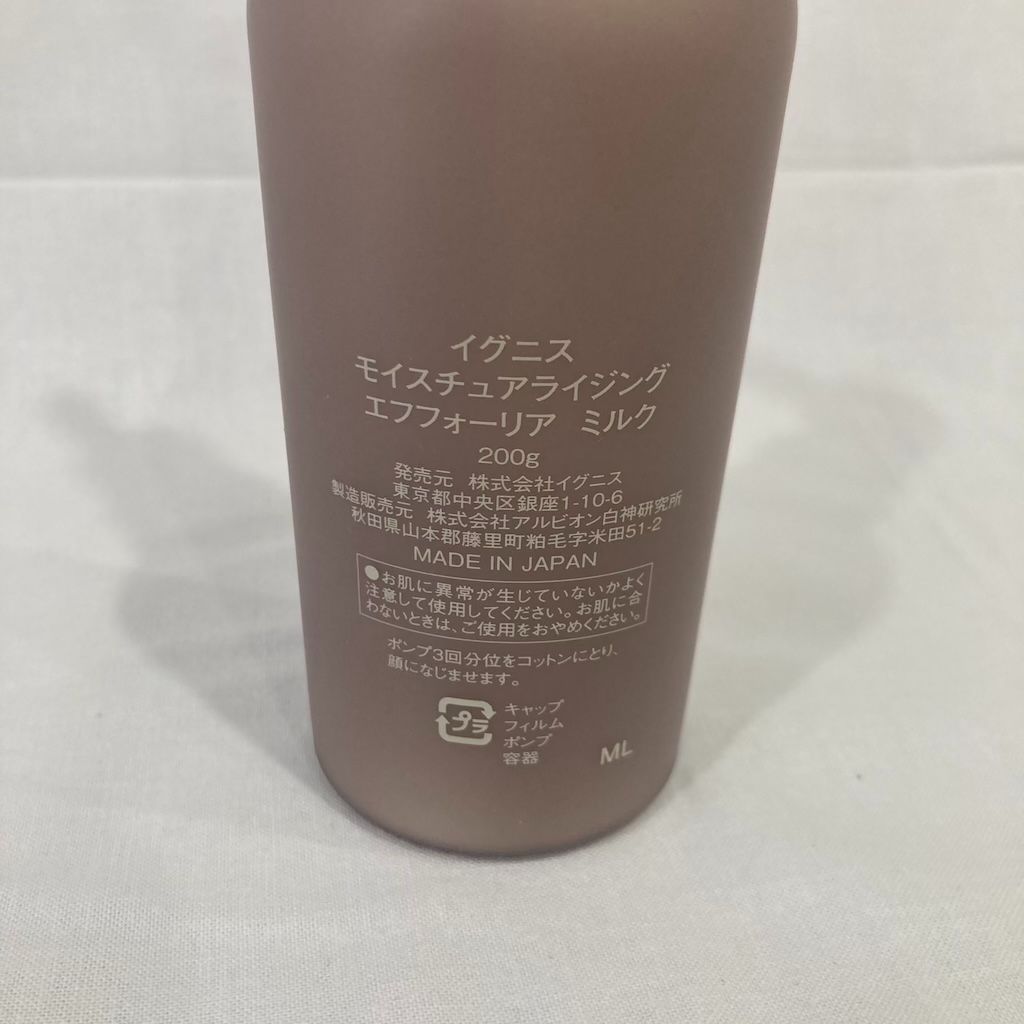 イグニス
モイスチュアライジング
エフフォーリア ミルク
200g
発売元 株式会社イグニス
東京都中央区銀座1-10-6
製造販売元 株式会社アルビオン白神研究所
秋田県山本郡藤里町粕毛字米田51-2
MADE IN JAPAN
●お肌に異常が生じていないかよく
注意して使用してください。お肌に合
わないときは、ご使用をおやめください。
ポンプ3回分位をコットンにとり、
顔になじませます。
プラ
キャップ
フィルム
ポンプ
容器
ML